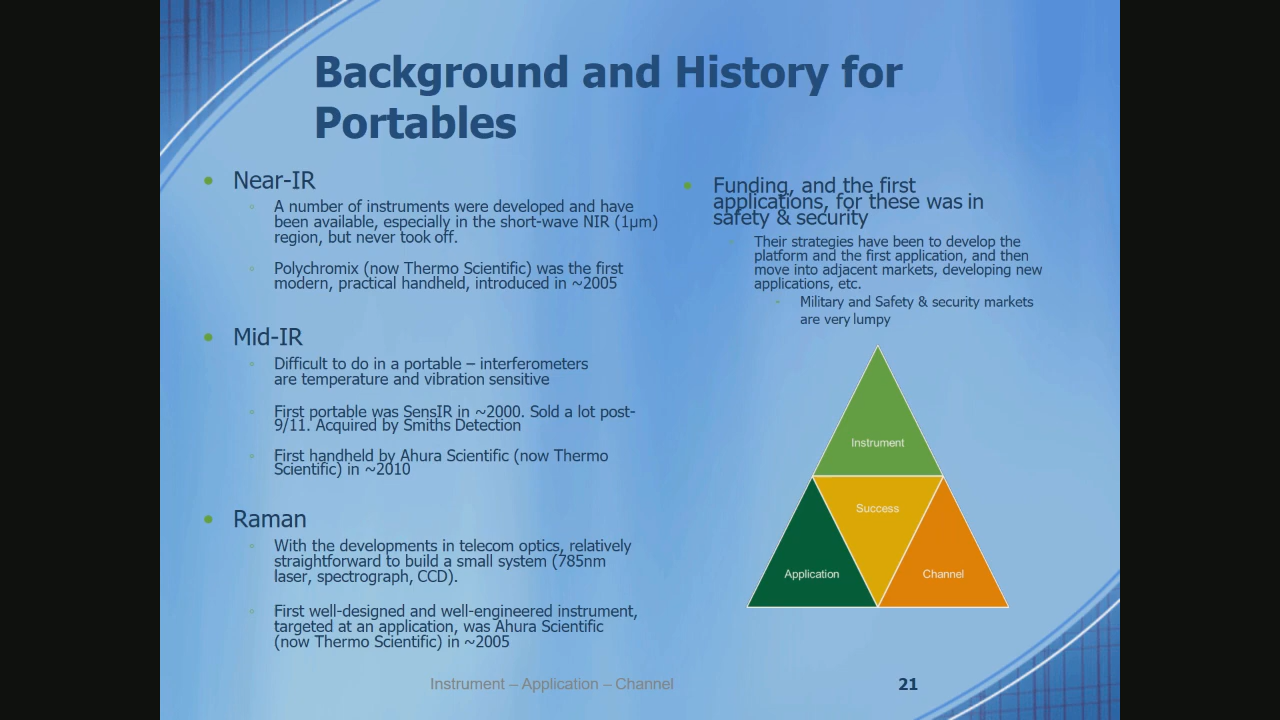 Background and History for
Portables
Near-IR
A number of instruments were developed and have
been available, especially in the short-wave NIR (1µm)
region, but never took off.
Polychromix (now Thermo Scientific) was the first
modern, practical handheld, introduced in ~2005
Mid-IR
Difficult to do in a portable – interferometers
are temperature and vibration sensitive
First portable was SensIR in ~2000. Sold a lot post-
9/11. Acquired by Smiths Detection
First handheld by Ahura Scientific (now Thermo
Scientific) in ~2010
Raman
With the developments in telecom optics, relatively
straightforward to build a small system (785nm
laser, spectrograph, CCD).
First well-designed and well-engineered instrument,
targeted at an application, was Ahura Scientific
(now Thermo Scientific) in ~2005
Funding, and the first
applications, for these was in
safety & security
Their strategies have been to develop the
platform and the first application, and then
move into adjacent markets, developing new
applications, etc.
Military and Safety & security markets
are very lumpy
Instrument
Success
Application
Channel
Instrument – Application – Channel
21